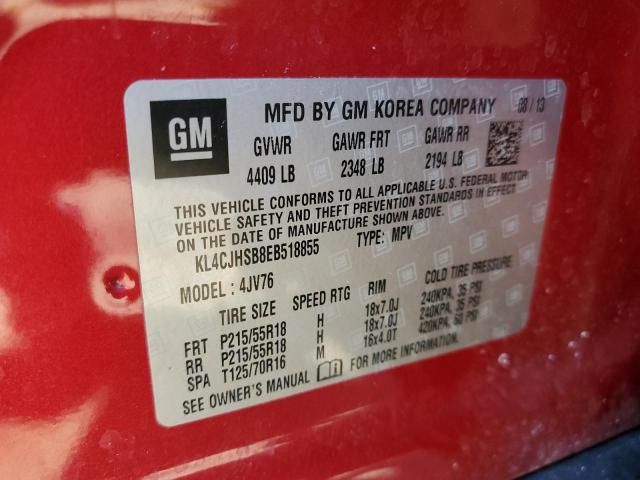 GM
MFD BY GM KOREA COMPANY 08/13
GVWR GAWR FRT GAWR RR
4409 LB 2348 LB 2194 LB
THIS VEHICLE CONFORMS TO ALL APPLICABLE U.S. FEDERAL MOTOR
VEHICLE SAFETY AND THEFT PREVENTION STANDARDS IN EFFECT
ON THE DATE OF MANUFACTURE SHOWN ABOVE.
KL4CJHSB8EB518855 TYPE: MPV
MODEL : 4JV76
TIRE SIZE SPEED RTG RIM COLD TIRE PRESSURE
FRT P215/55R18 H 18x7.0J 240KPA, 35 PSI
RR P215/55R18 H 18x7.0J 240KPA, 35 PSI
SPA T125/70R16 M 16x4.0T 420KPA, 60 PSI
SEE OWNER'S MANUAL FOR MORE INFORMATION.